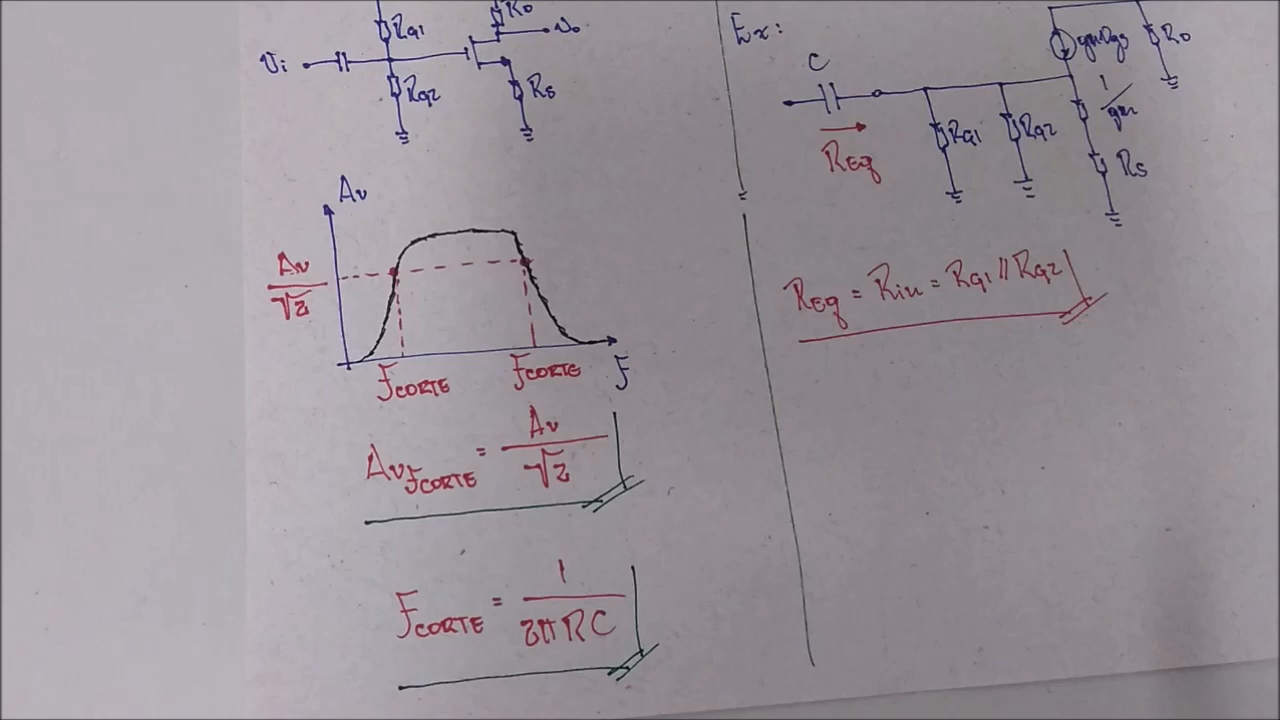 RG1
RD
Vi
Vo
RG2
RS
Av
Av/√2
FCORTE
FCORTE
F
AvFCORTE = Av/√2
FCORTE = 1/2πRC
Ex:
C
REQ
RG1
RG2
gmvgs
1/gm
RD
RS
REQ = Rin = RG1 // RG2